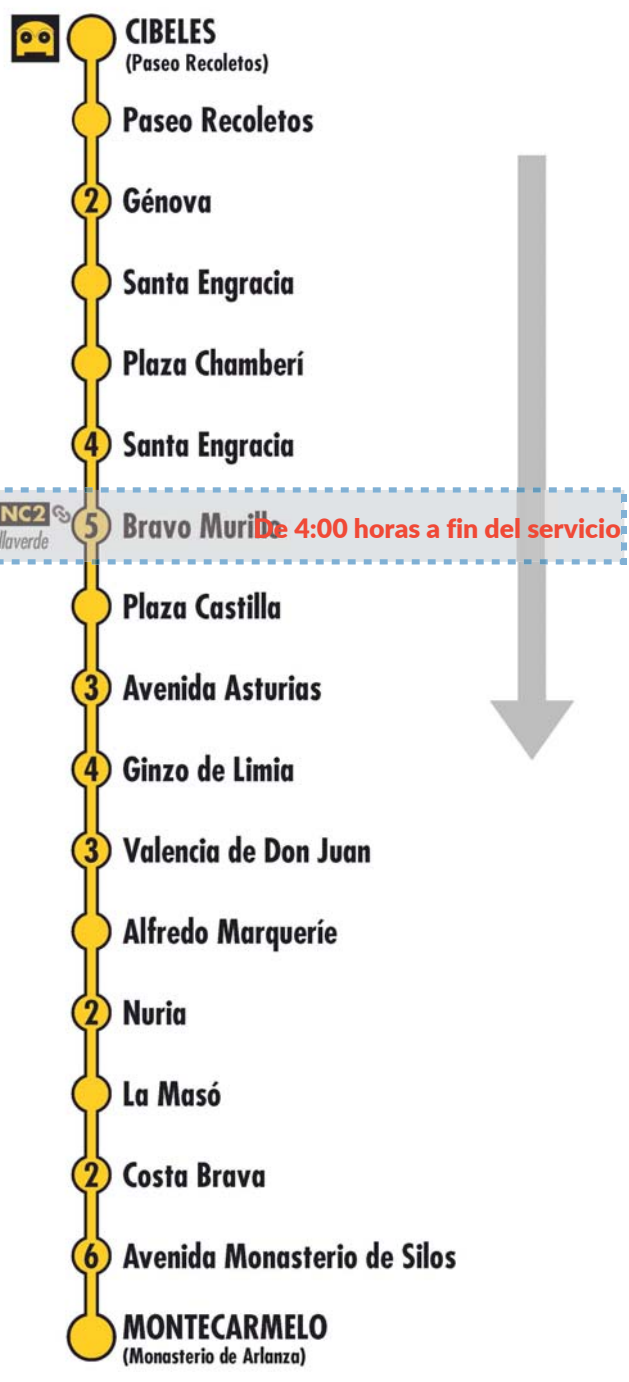 CIBELES
(Paseo Recoletos)
Paseo Recoletos
2 Génova
Santa Engracia
Plaza Chamberí
4 Santa Engracia
NC2
5 Bravo Murillo De 4:00 horas a fin del servicio
Plaza Castilla
3 Avenida Asturias
4 Ginzo de Limia
3 Valencia de Don Juan
Alfredo Marqueríe
2 Nuria
La Masó
2 Costa Brava
6 Avenida Monasterio de Silos
MONTECARMELO
(Monasterio de Arlanza)